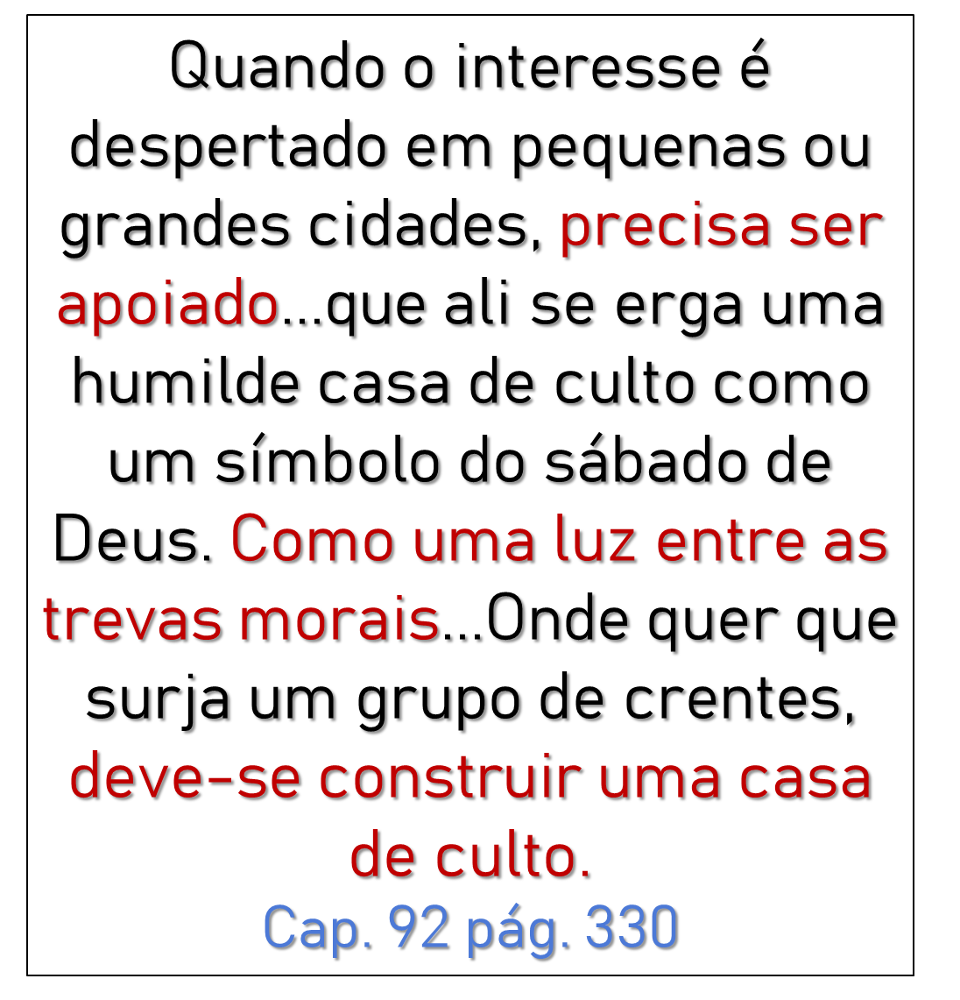 Quando o interesse é
despertado em pequenas ou
grandes cidades, precisa ser
apoiado...que ali se erga uma
humilde casa de culto como
um símbolo do sábado de
Deus. Como uma luz entre as
trevas morais...Onde quer que
surja um grupo de crentes,
deve-se construir uma casa
de culto.
Cap. 92 pág. 330